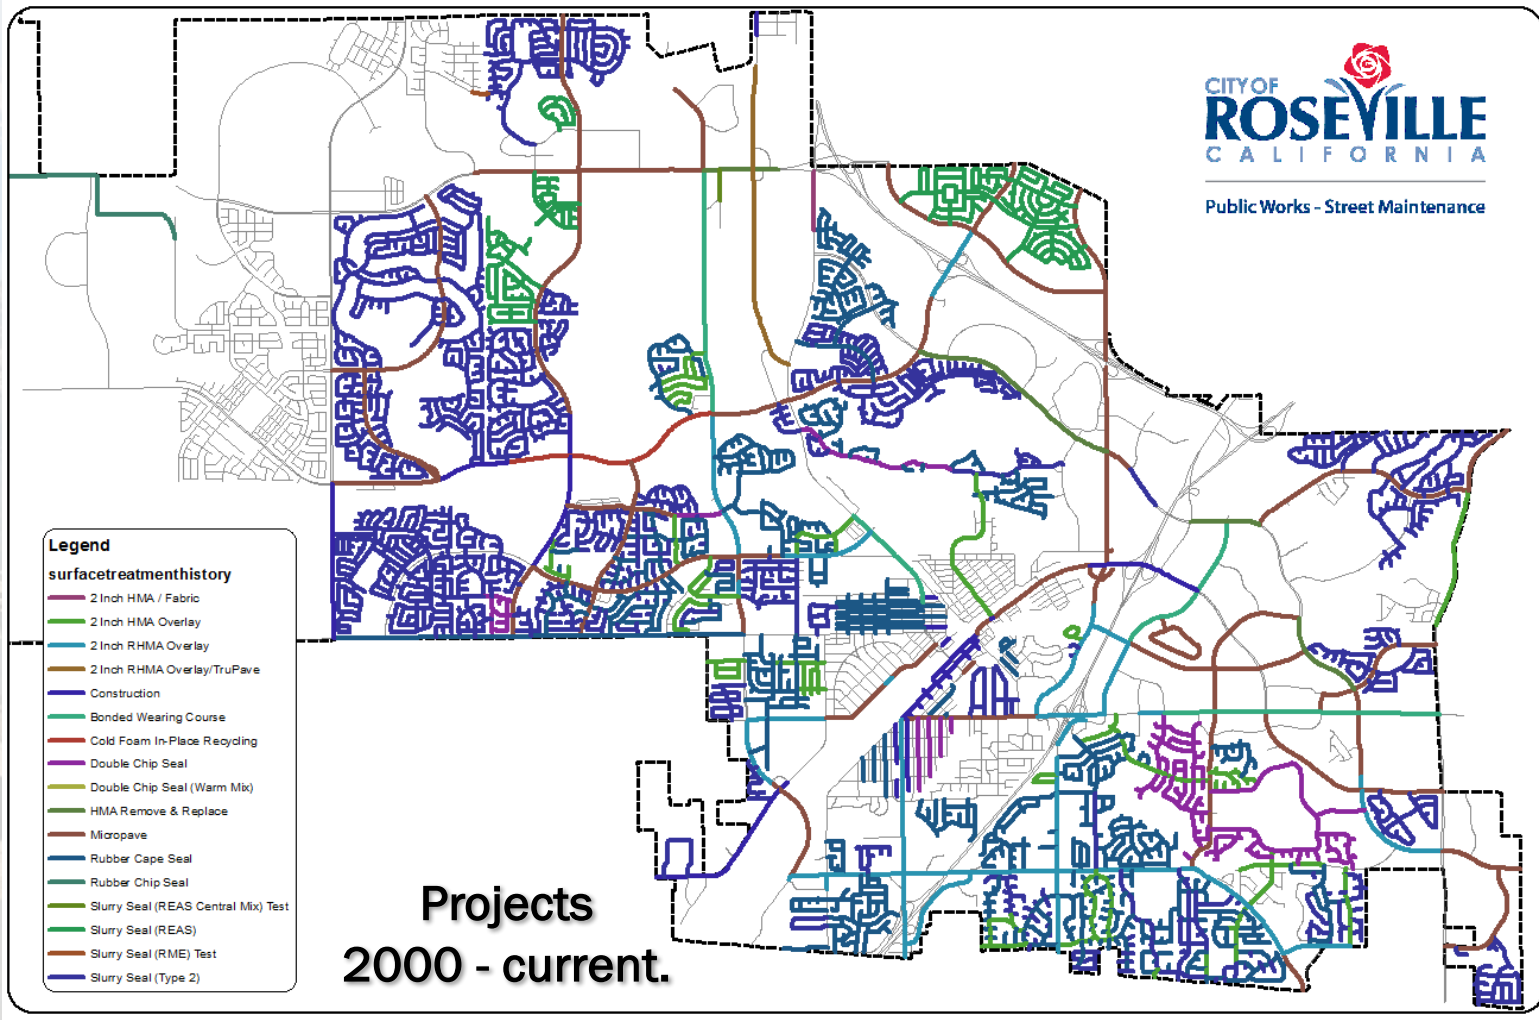 CITY OF
ROSEVILLE
CALIFORNIA
Public Works - Street Maintenance
Legend
surfacetreatmenthistory
2 Inch HMA / Fabric
2 Inch HMA Overlay
2 Inch RHMA Overlay
2 Inch RHMA Overlay/TruPave
Construction
Bonded Wearing Course
Cold Foam In-Place Recycling
Double Chip Seal
Double Chip Seal (Warm Mix)
HMA Remove & Replace
Micropave
Rubber Cape Seal
Rubber Chip Seal
Slurry Seal (REAS Central Mix) Test
Slurry Seal (REAS)
Slurry Seal (RME) Test
Slurry Seal (Type 2)
Projects
2000 - current.